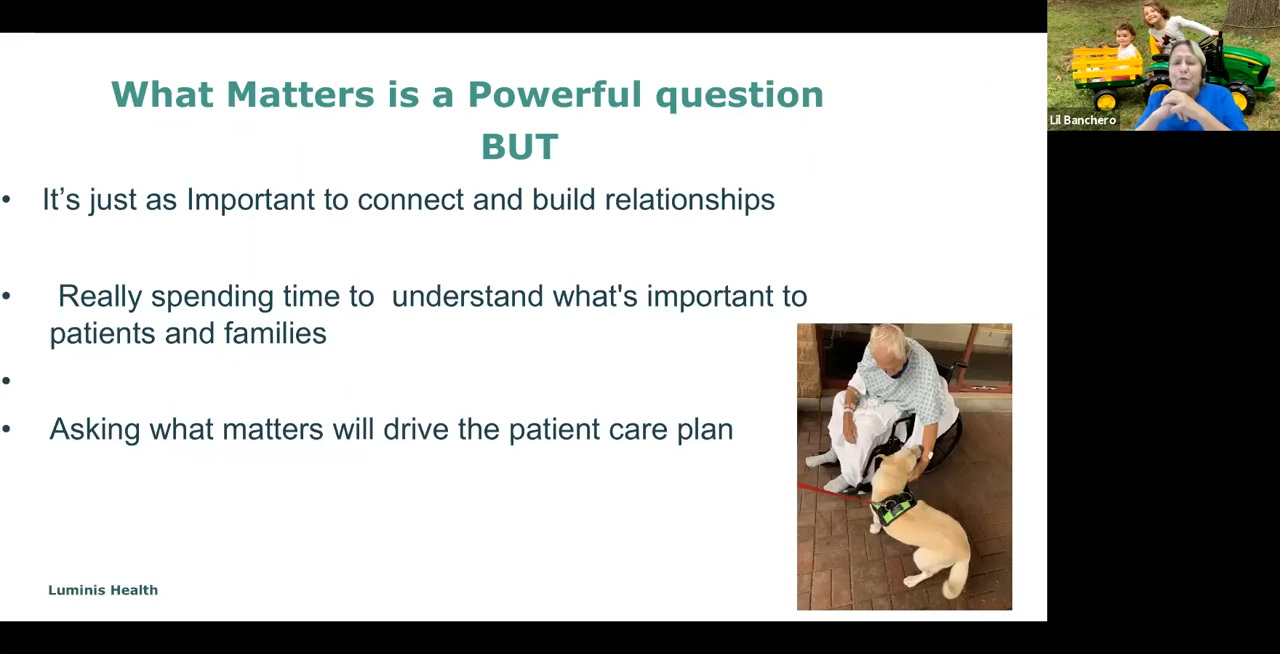 What Matters is a Powerful question
BUT
• It’s just as Important to connect and build relationships
• Really spending time to understand what's important to
patients and families
•
• Asking what matters will drive the patient care plan
Luminis Health
Lil Banchero